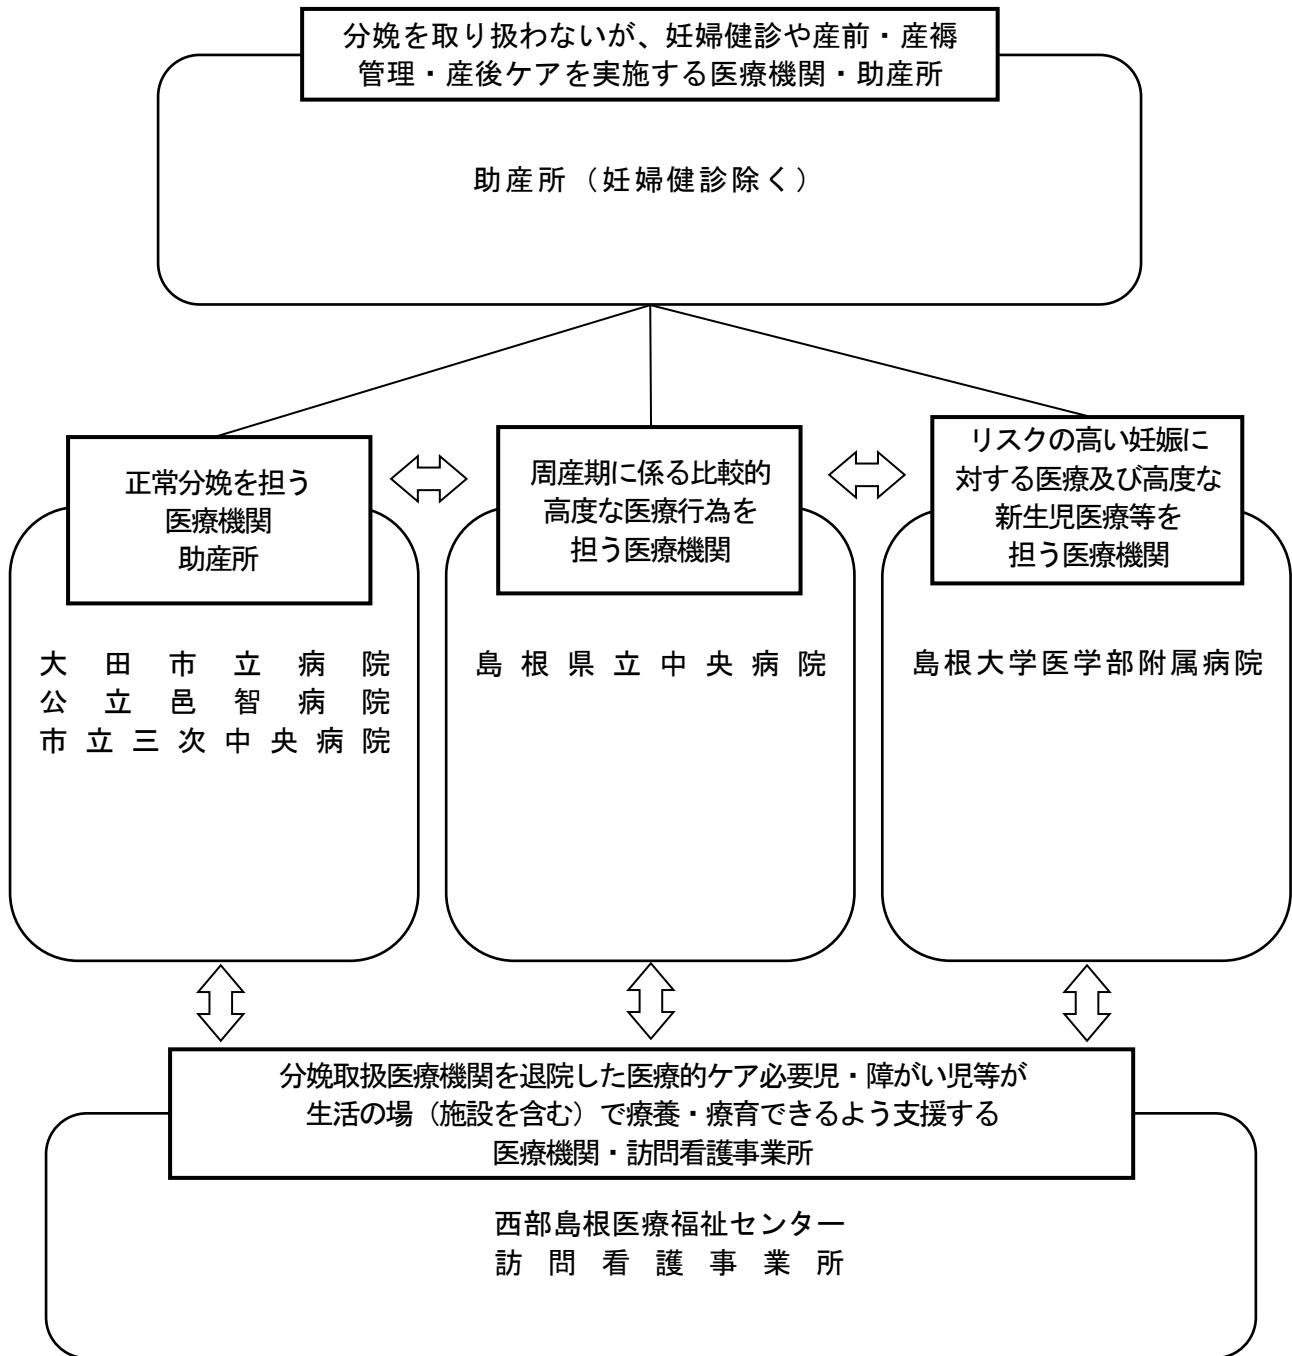 分娩を取り扱わないが、妊婦健診や産前・産褥
管理・産後ケアを実施する医療機関・助産所
助産所（妊婦健診除く）
正常分娩を担う
医療機関
助産所
大田市立病院
公立邑智病院
市立三次中央病院
周産期に係る比較的
高度な医療行為を
担う医療機関
島根県立中央病院
リスクの高い妊娠に
対する医療及び高度な
新生児医療等を
担う医療機関
島根大学医学部附属病院
分娩取扱医療機関を退院した医療的ケア必要児・障がい児等が
生活の場（施設を含む）で療養・療育できるよう支援する
医療機関・訪問看護事業所
西部島根医療福祉センター
訪問看護事業所